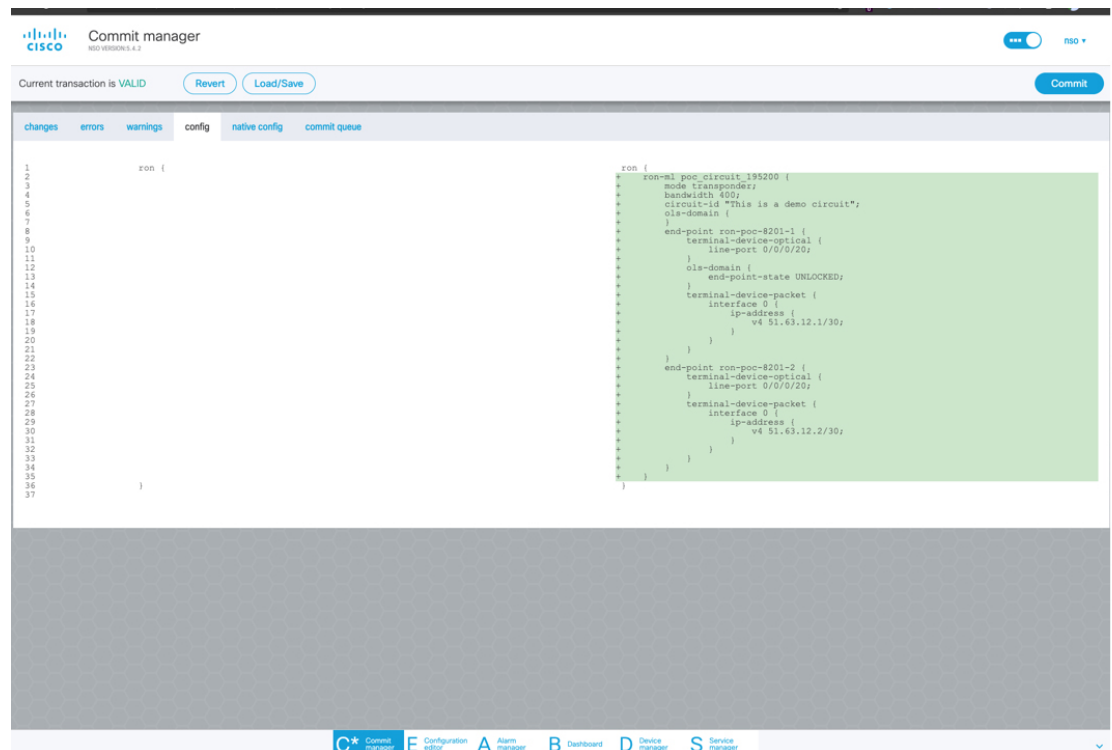 CISCO
Commit manager
NSO VERSION:5.4.2
nso
Current transaction is VALID
Revert
Load/Save
Commit
changes errors warnings config native config commit queue
1 ron { ron {
2 + ron-ml poc_circuit_195200 {
3 + mode transponder;
4 + bandwidth 400;
5 + circuit-id "This is a demo circuit";
6 + ols-domain {
7 + }
8 + end-point ron-poc-8201-1 {
9 + terminal-device-optical {
10 + line-port 0/0/0/20;
11 + }
12 + ols-domain {
13 + end-point-state UNLOCKED;
14 + }
15 + terminal-device-packet {
16 + interface 0 {
17 + ip-address {
18 + v4 51.63.12.1/30;
19 + }
20 + }
21 + }
22 + }
23 + end-point ron-poc-8201-2 {
24 + terminal-device-optical {
25 + line-port 0/0/0/20;
26 + }
27 + terminal-device-packet {
28 + interface 0 {
29 + ip-address {
30 + v4 51.63.12.2/30;
31 + }
32 + }
33 + }
34 + }
35 + }
36 } }
37
C* Commit manager E Configuration editor A Alarm manager B Dashboard D Device manager S Service manager